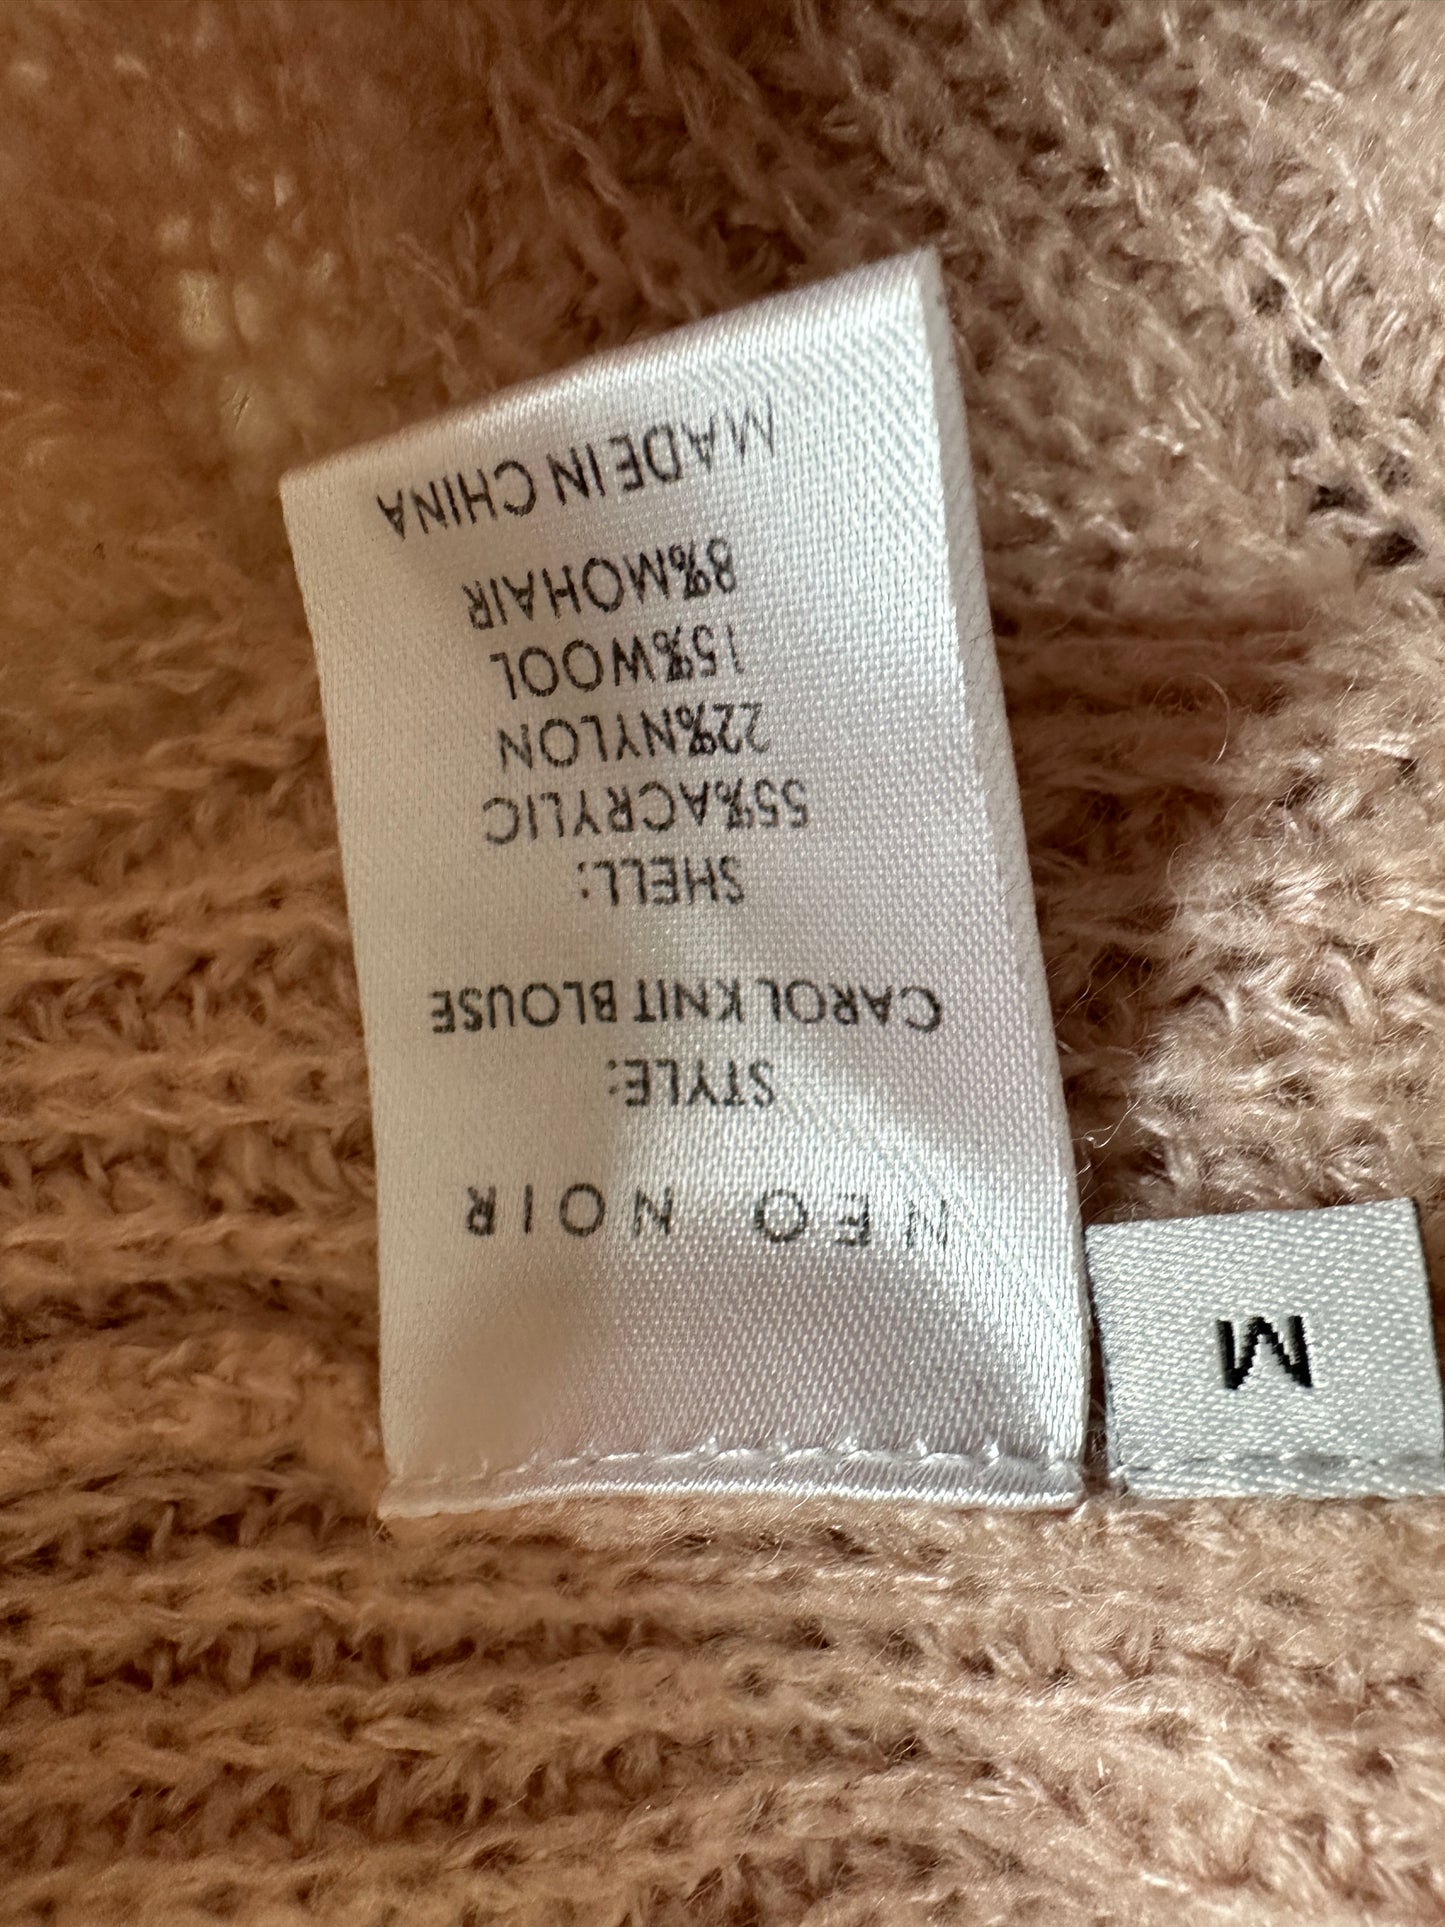 NEO NOIR
STYLE:
CAROL KNIT BLOUSE
SHELL:
55%ACRYLIC
22%NYLON
15%WOOL
8%MOHAIR
MADE IN CHINA
M